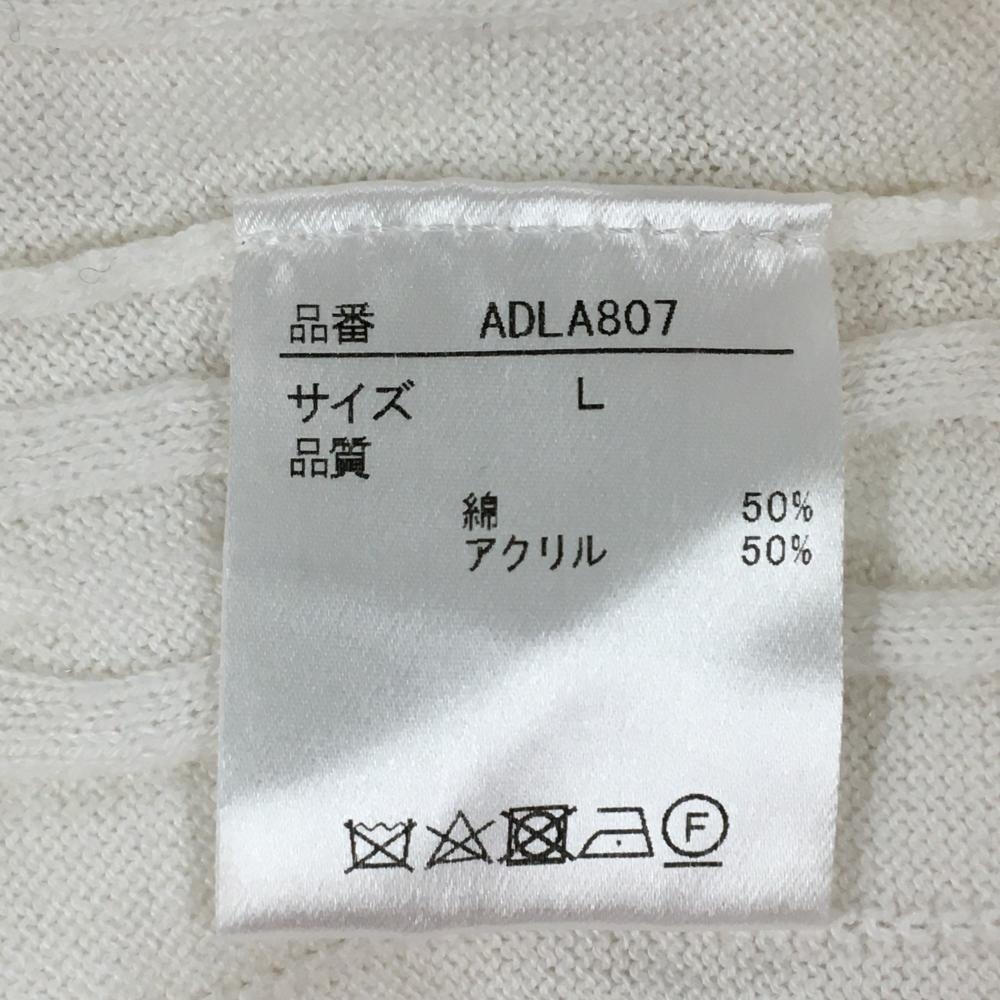 品番 ADLA807
サイズ L
品質
綿 50%
アクリル 50%
F